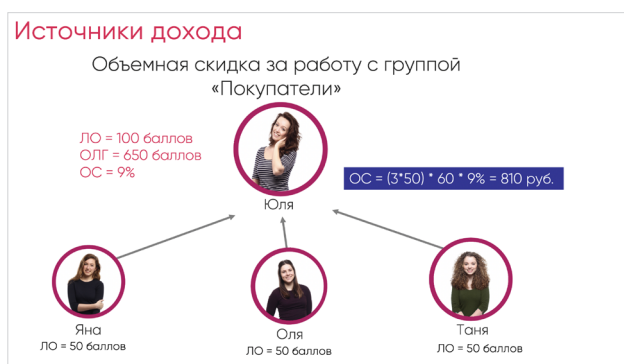 Источники дохода
Объемная скидка за работу с группой
«Покупатели»
ЛО = 100 баллов
ОЛГ = 650 баллов
ОС = 9%
ОС = (3*50) * 60 * 9% = 810 руб.
Юля
Яна
ЛО = 50 баллов
Оля
ЛО = 50 баллов
Таня
ЛО = 50 баллов